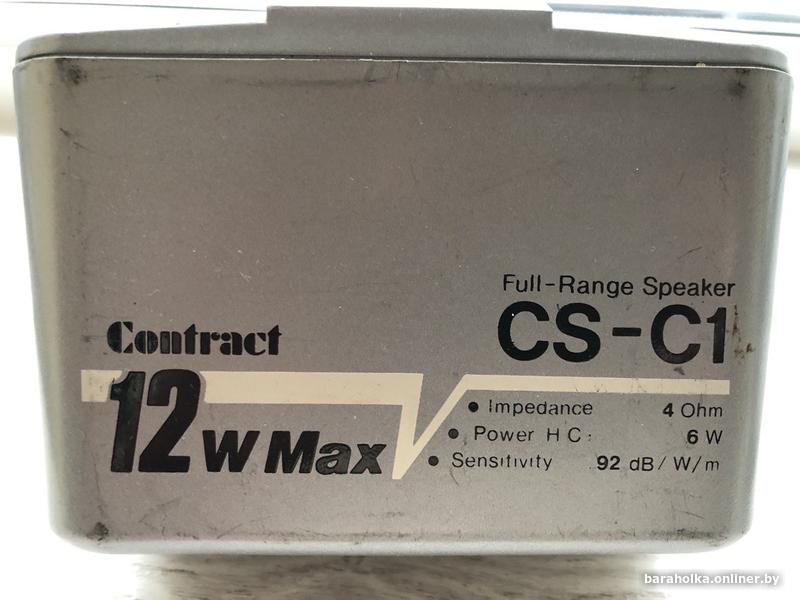 Full-Range Speaker
CS-C1
Contract
12 W Max
• Impedance 4 Ohm
• Power H C: 6 W
• Sensitivity 92 dB/W/m
baraholka.onliner.by